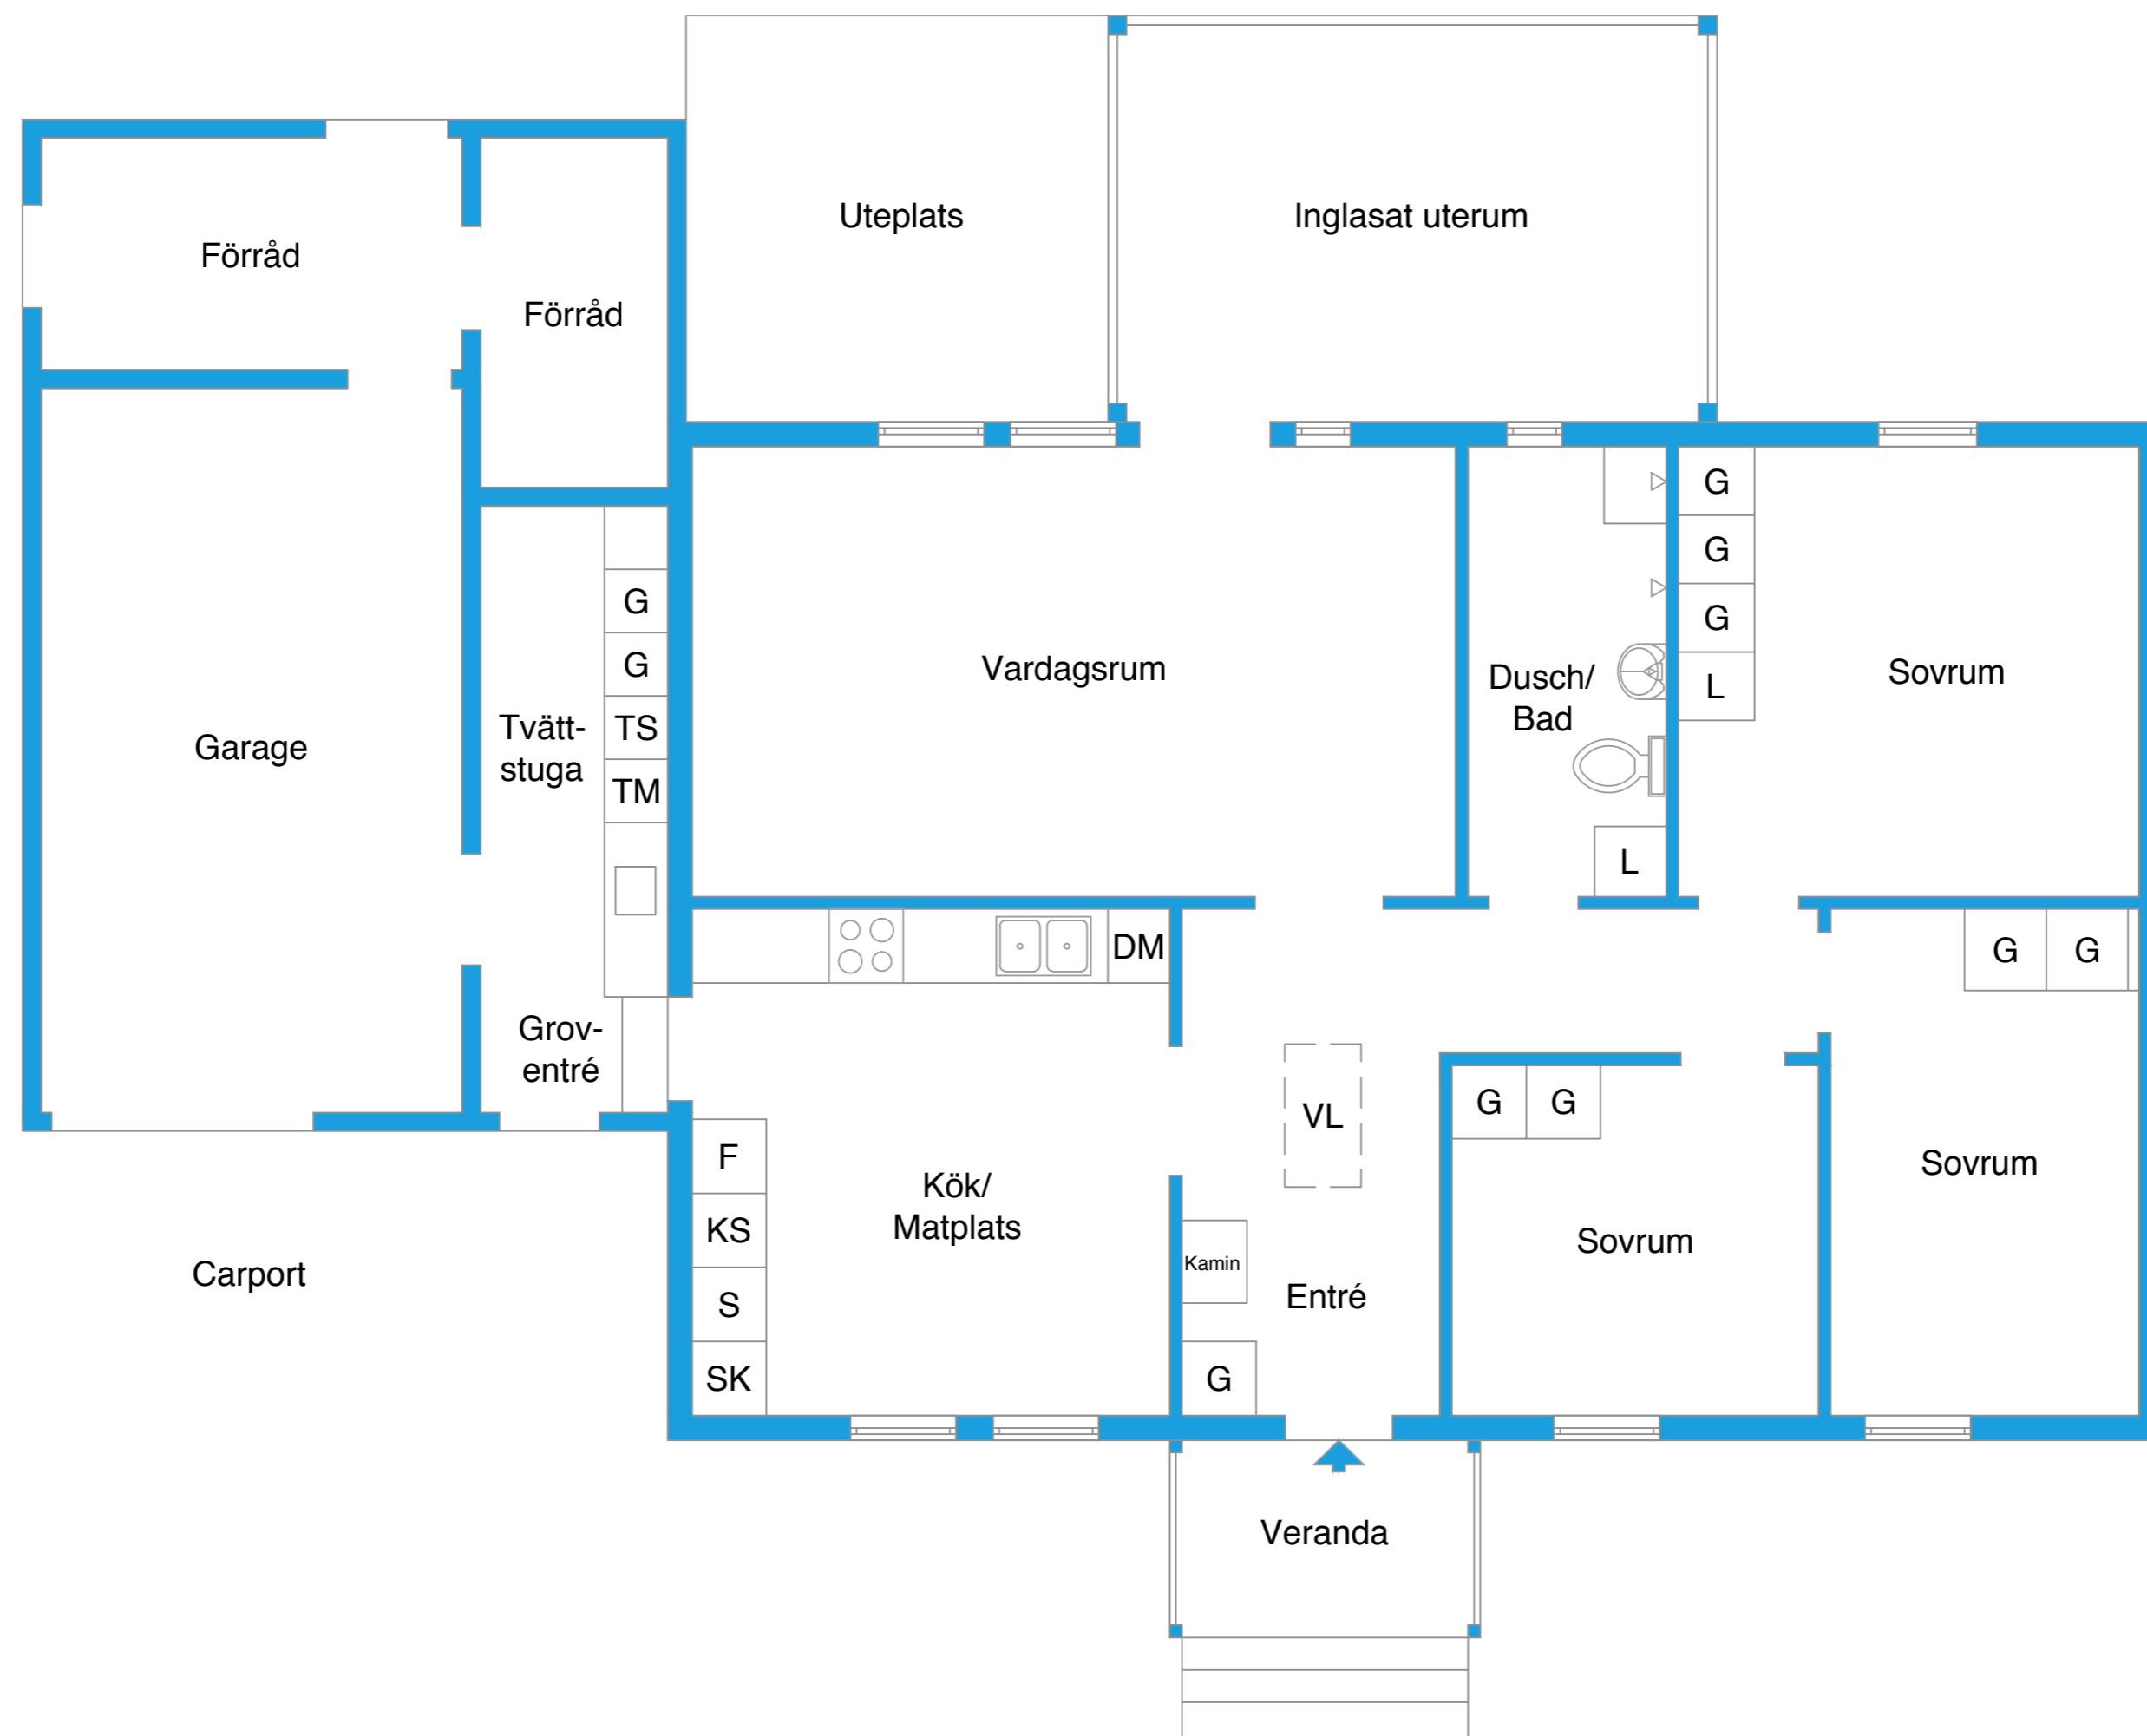 Uteplats
Inglasat uterum
Förråd
Förråd
G
G
G
L
G
G
TS
TM
Tvätt-
stuga
Garage
Vardagsrum
Dusch/
Bad
L
Sovrum
DM
G
G
Grov-
entré
VL
G
G
F
KS
S
SK
Kök/
Matplats
Kamin
Entré
G
Sovrum
Sovrum
Carport
Veranda